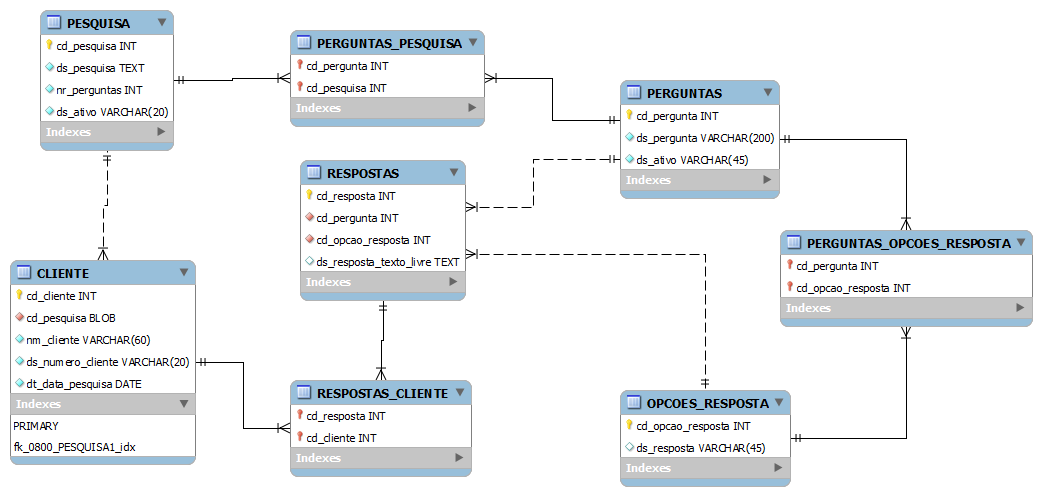 PESQUISA
cd_pesquisa INT
ds_pesquisa TEXT
nr_perguntas INT
ds_ativo VARCHAR(20)
Indexes
PERGUNTAS_PESQUISA
cd_pergunta INT
cd_pesquisa INT
Indexes
PERGUNTAS
cd_pergunta INT
ds_pergunta VARCHAR(200)
ds_ativo VARCHAR(45)
Indexes
RESPOSTAS
cd_resposta INT
cd_pergunta INT
cd_opcao_resposta INT
ds_resposta_texto_livre TEXT
Indexes
PERGUNTAS_OPCOES_RESPOSTA
cd_pergunta INT
cd_opcao_resposta INT
Indexes
CLIENTE
cd_cliente INT
cd_pesquisa BLOB
nm_cliente VARCHAR(60)
ds_numero_cliente VARCHAR(20)
dt_data_pesquisa DATE
Indexes
PRIMARY
fk_0800_PESQUISA1_idx
RESPOSTAS_CLIENTE
cd_resposta INT
cd_cliente INT
Indexes
OPCOES_RESPOSTA
cd_opcao_resposta INT
ds_resposta VARCHAR(45)
Indexes